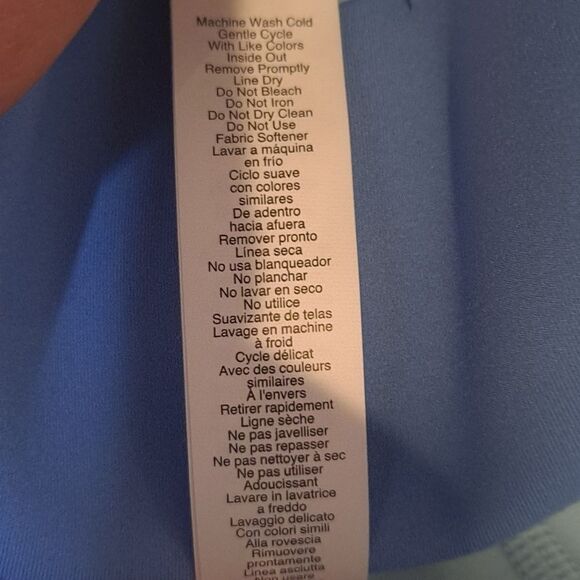 Machine Wash Cold
Gentle Cycle
With Like Colors
Inside Out
Remove Promptly
Line Dry
Do Not Bleach
Do Not Iron
Do Not Dry Clean
Do Not Use
Fabric Softener
Lavar a máquina
en frío
Ciclo suave
con colores
similares
De adentro
hacia afuera
Remover pronto
Línea seca
No usa blanqueador
No planchar
No lavar en seco
No utilice
Suavizante de telas
Lavage en machine
à froid
Cycle délicat
Avec des couleurs
similaires
À l'envers
Retirer rapidement
Ligne sèche
Ne pas javelliser
Ne pas repasser
Ne pas nettoyer à sec
Ne pas utiliser
Adoucissant
Lavare in lavatrice
a freddo
Lavaggio delicato
Con colori simili
Alla rovescia
Rimuovere
prontamente
Linea asciutta
Non usare